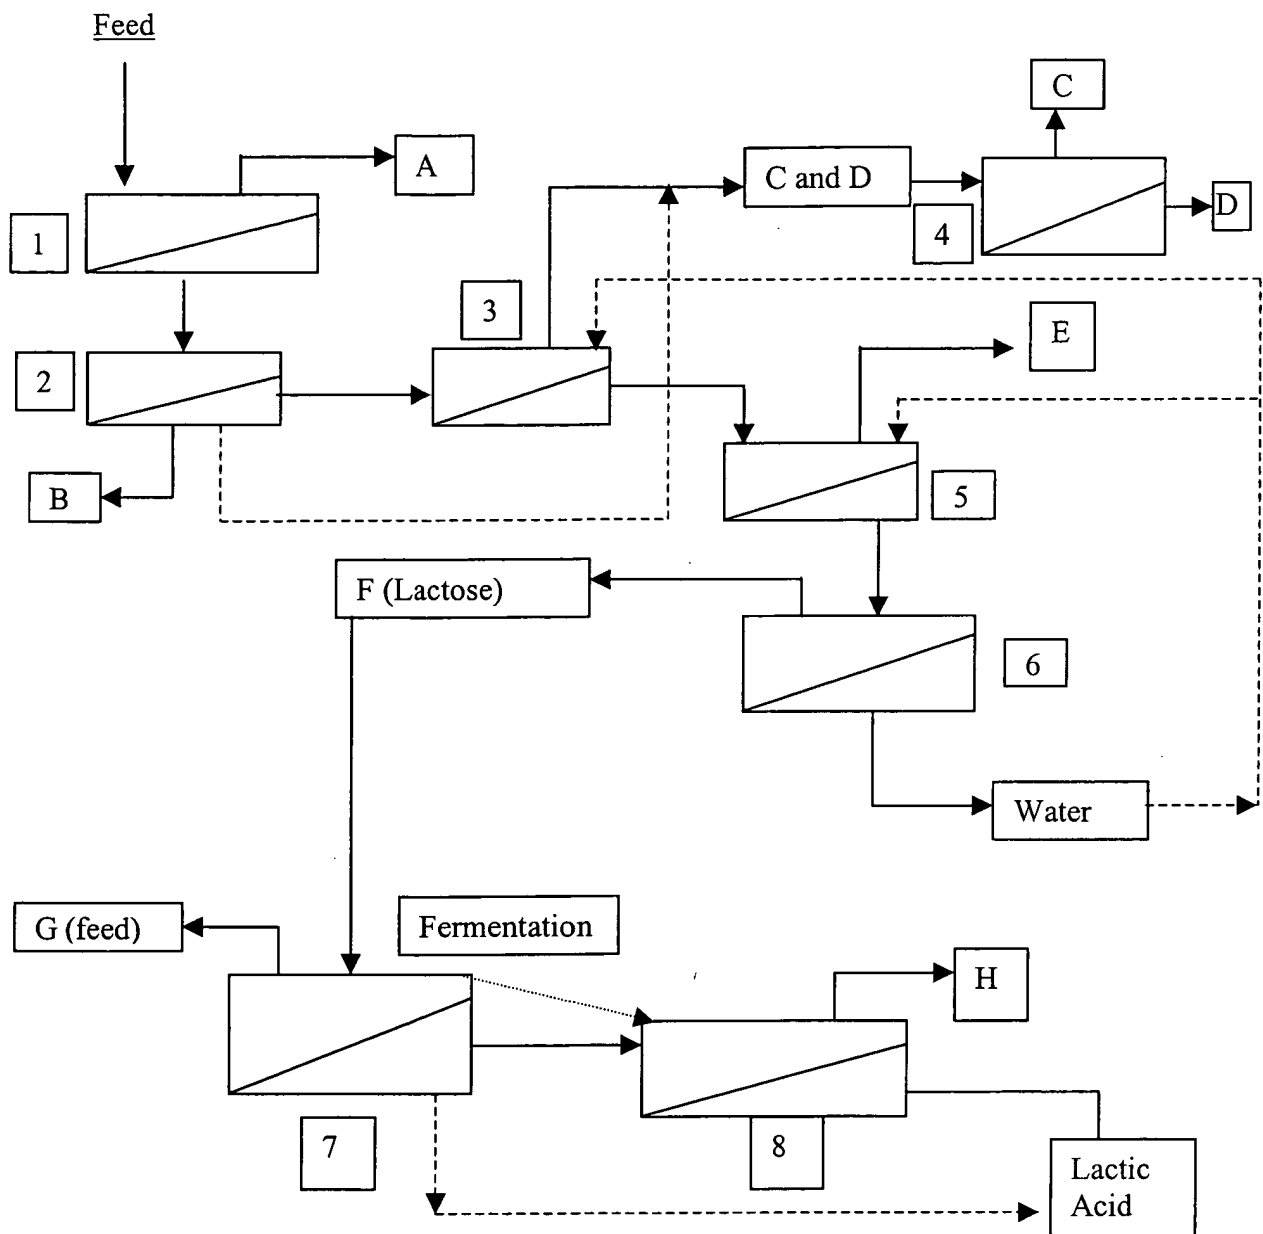 Feed
C
A
C and D
D
1
4
3
E
2
B
5
F (Lactose)
6
Water
G (feed)
Fermentation
H
7
8
Lactic
Acid